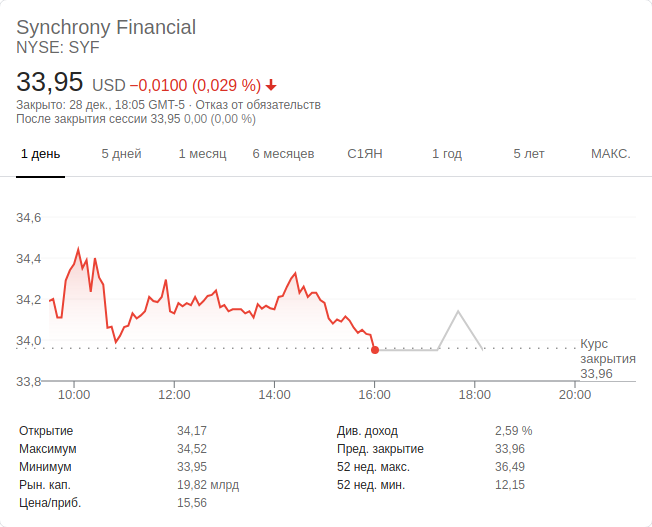 Synchrony Financial
NYSE: SYF
33,95 USD −0,0100 (0,029 %)
Закрыто: 28 дек., 18:05 GMT-5 · Отказ от обязательств
После закрытия сессии 33,95 0,00 (0,00 %)
1 день 5 дней 1 месяц 6 месяцев С1ЯН 1 год 5 лет МАКС.
34,6
34,4
34,2
34,0
33,8
Курс
закрытия
33,96
10:00 12:00 14:00 16:00 18:00 20:00
Открытие 34,17 Див. доход 2,59 %
Максимум 34,52 Пред. закрытие 33,96
Минимум 33,95 52 нед. макс. 36,49
Рын. кап. 19,82 млрд 52 нед. мин. 12,15
Цена/приб. 15,56